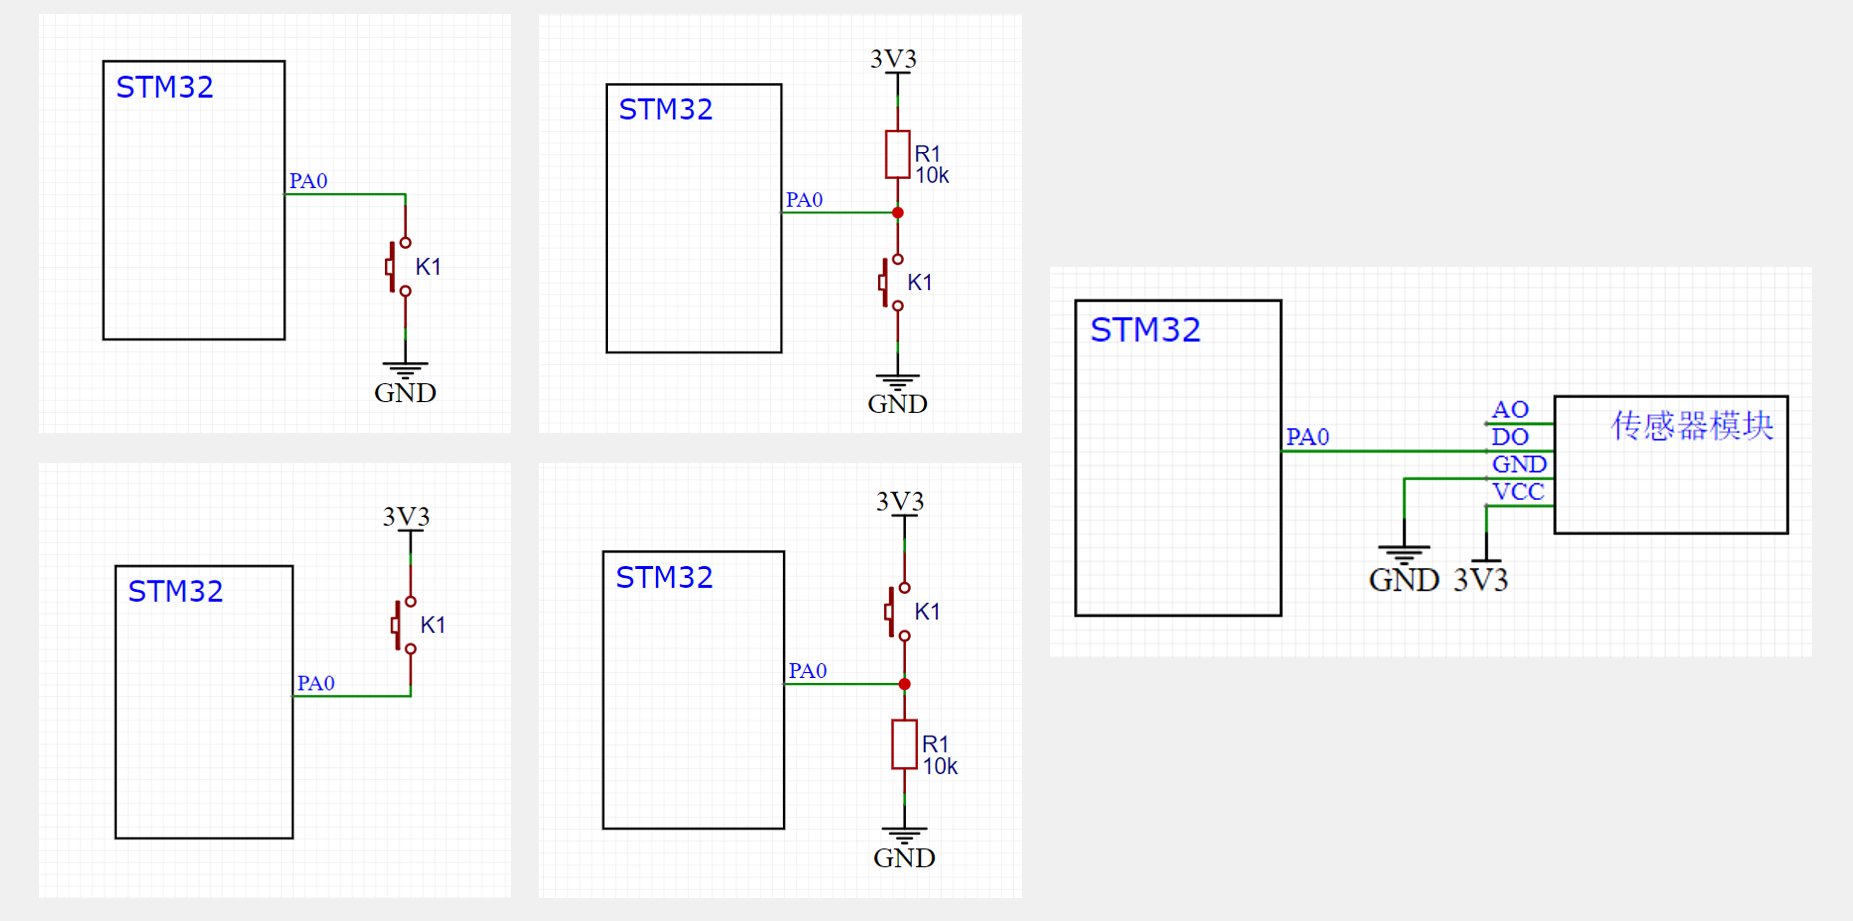 STM32
PA0
K1
GND
3V3
STM32
R1
10k
PA0
K1
GND
3V3
STM32
K1
PA0
3V3
STM32
K1
PA0
R1
10k
GND
STM32
AO
传感器模块
PA0
DO
GND
VCC
GND
3V3